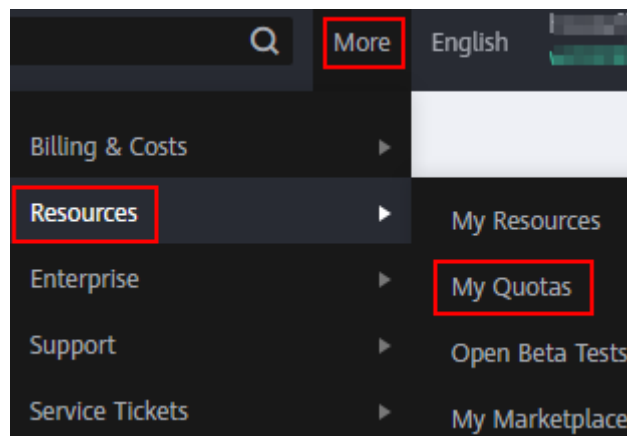 More English
Billing & Costs
Resources
My Resources
Enterprise
My Quotas
Support
Open Beta Tests
Service Tickets
My Marketplace